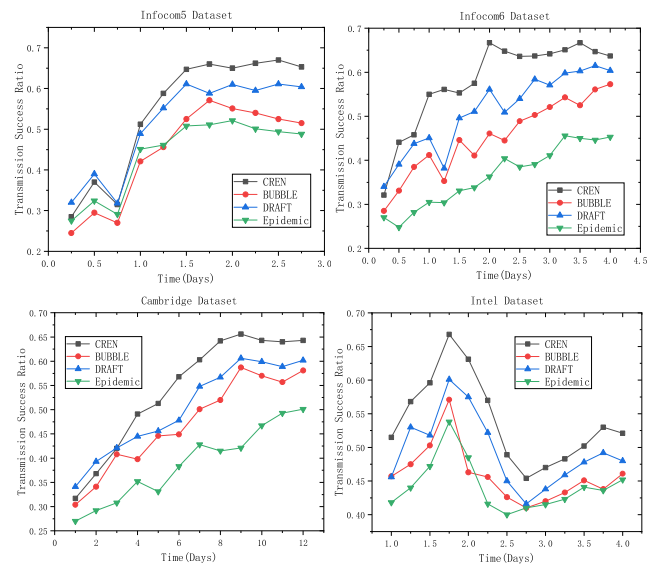 Infocom5 Dataset
0.7
0.6
0.5
0.4
0.3
0.2
Transmission Success Ratio
CREN
BUBBLE
DRAFT
Epidemic
0.0 0.5 1.0 1.5 2.0 2.5 3.0
Time(Days)
Infocom6 Dataset
0.7
0.6
0.5
0.4
0.3
0.2
Transmission Success Ratio
CREN
BUBBLE
DRAFT
Epidemic
0.0 0.5 1.0 1.5 2.0 2.5 3.0 3.5 4.0 4.5
Time(Days)
Cambridge Dataset
0.70
0.65
0.60
0.55
0.50
0.45
0.40
0.35
0.30
0.25
Transmission Success Ratio
CREN
BUBBLE
DRAFT
Epidemic
0 2 4 6 8 10 12
Time(Days)
Intel Dataset
0.70
0.65
0.60
0.55
0.50
0.45
0.40
Transmission Success Ratio
CREN
BUBBLE
DRAFT
Epidemic
1.0 1.5 2.0 2.5 3.0 3.5 4.0
Time(Days)